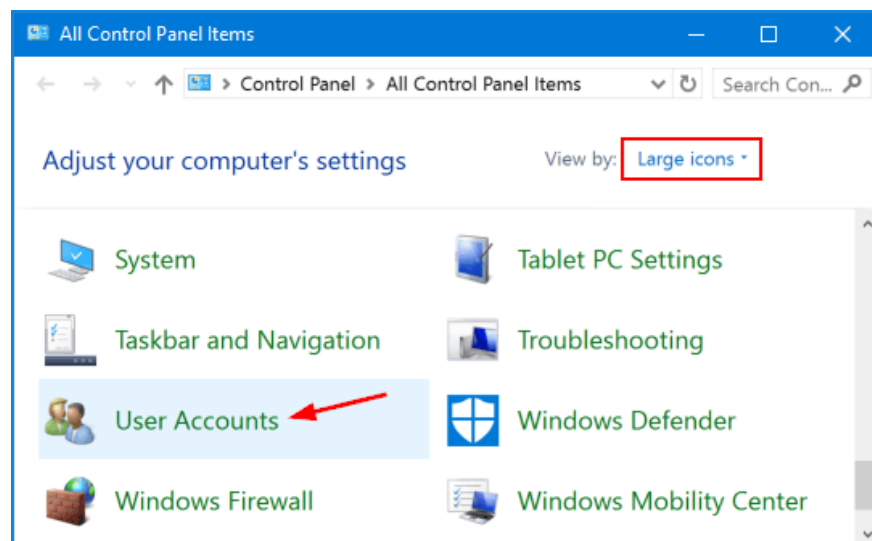 All Control Panel Items
Control Panel > All Control Panel Items
Search Con...
Adjust your computer's settings
View by: Large icons
System
Tablet PC Settings
Taskbar and Navigation
Troubleshooting
User Accounts
Windows Defender
Windows Firewall
Windows Mobility Center